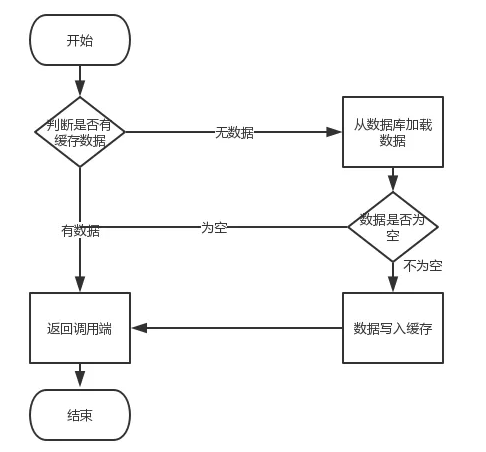 开始
判断是否有
缓存数据
无数据
从数据库加载
数据
有数据
为空
数据是否为
空
不为空
返回调用端
数据写入缓存
结束